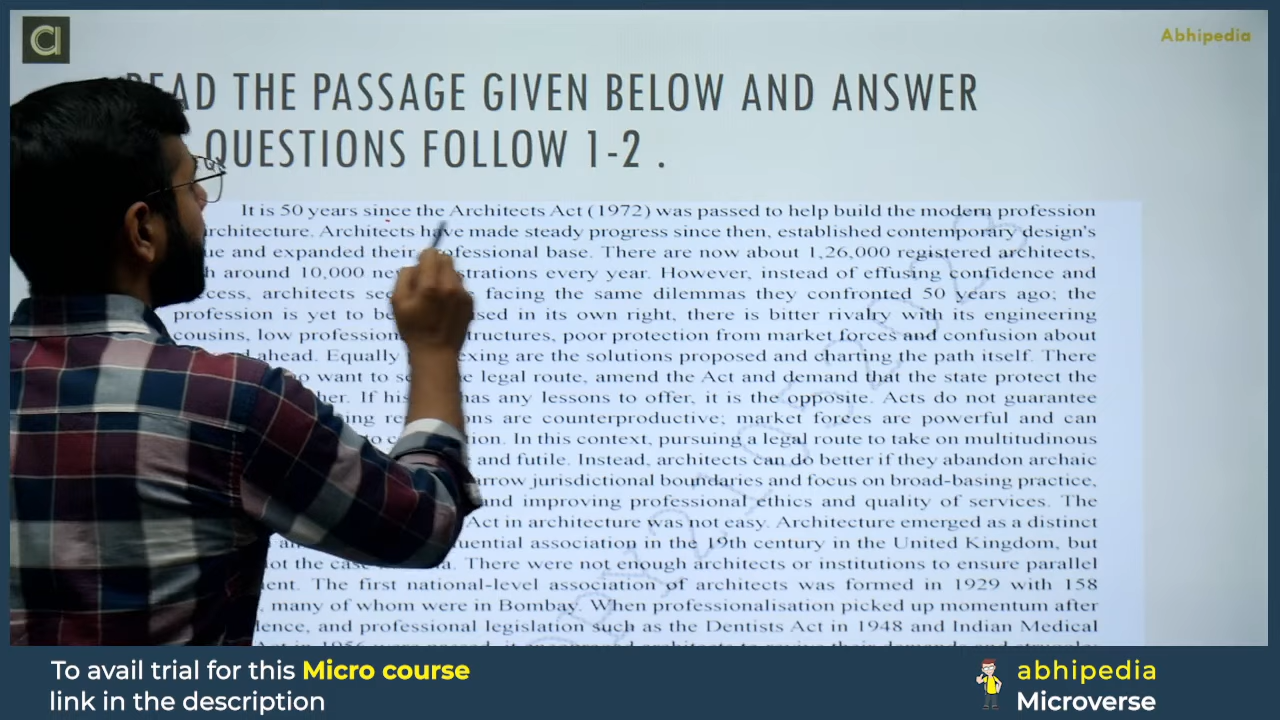 Abhipedia
READ THE PASSAGE GIVEN BELOW AND ANSWER
QUESTIONS FOLLOW 1-2 .
It is 50 years since the Architects Act (1972) was passed to help build the modern profession
architecture. Architects have made steady progress since then, established contemporary design's
and expanded their professional base. There are now about 1,26,000 registered architects,
around 10,000 every year. However, instead of effusing confidence and
architects facing the same dilemmas they confronted 50 years ago; the
profession is yet to be in its own right, there is bitter rivalry with its engineering
cousins, low structures, poor protection from market forces and confusion about
ahead. Equally are the solutions proposed and charting the path itself. There
want to legal route, amend the Act and demand that the state protect the
If has any lessons to offer, it is the opposite. Acts do not guarantee
are counterproductive; market forces are powerful and can
In this context, pursuing a legal route to take on multitudinous
and futile. Instead, architects can do better if they abandon archaic
jurisdictional boundaries and focus on broad-basing practice,
and improving professional ethics and quality of services. The
Act in architecture was not easy. Architecture emerged as a distinct
association in the 19th century in the United Kingdom, but
the There were not enough architects or institutions to ensure parallel
The first national-level association of architects was formed in 1929 with 158
many of whom were in Bombay. When professionalisation picked up momentum after
and professional legislation such as the Dentists Act in 1948 and Indian Medical
To avail trial for this Micro course
link in the description
abhipedia
Microverse